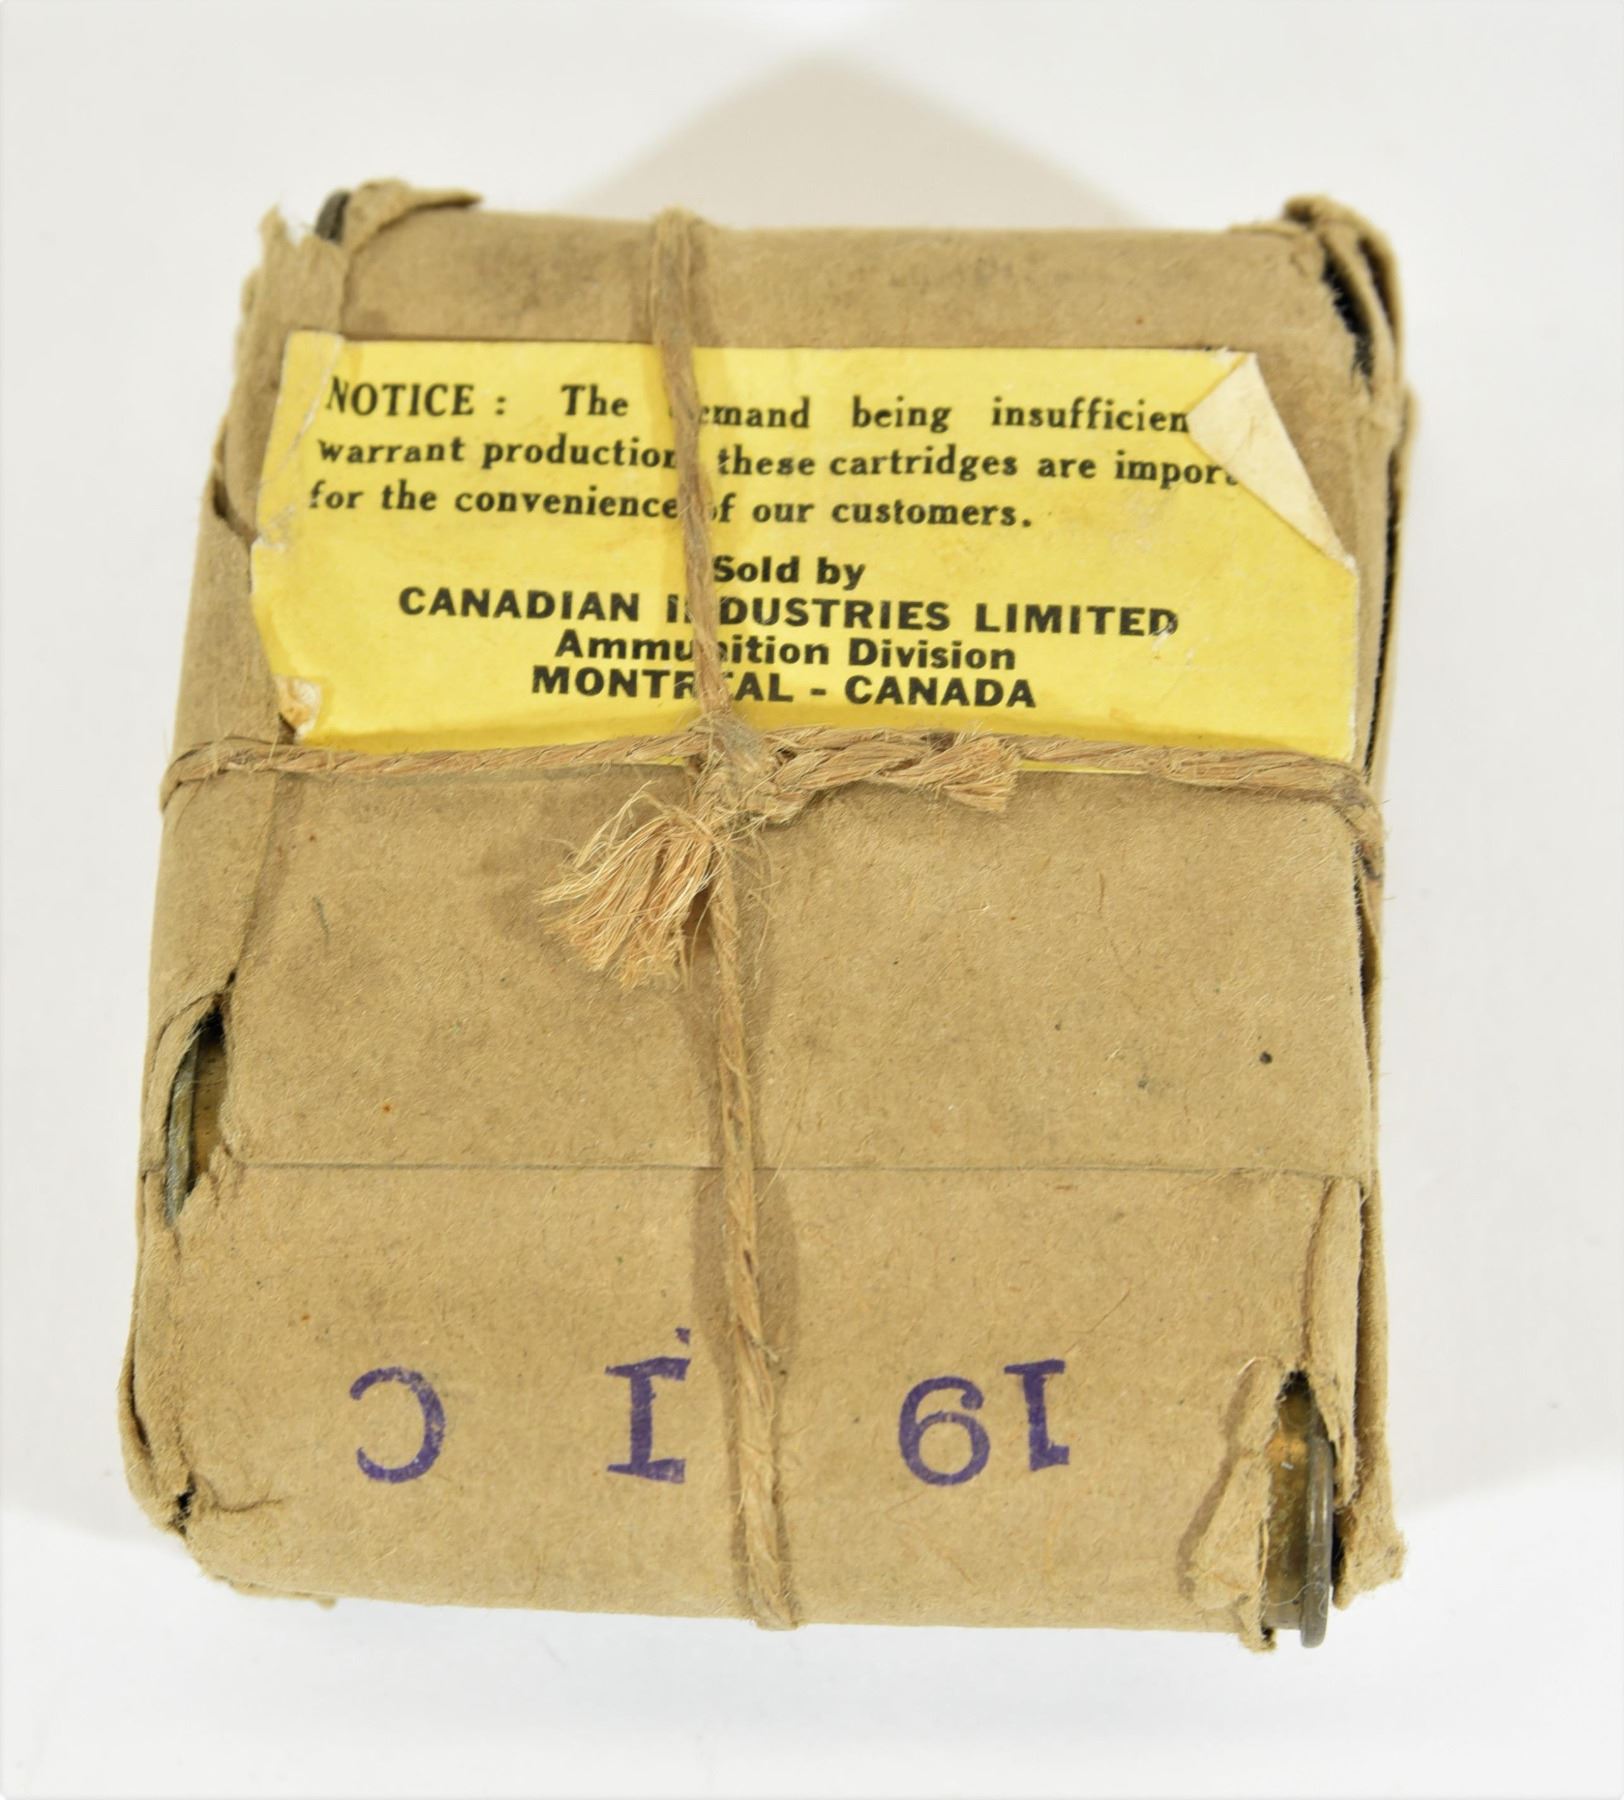 NOTICE : The demand being insufficien
warrant production these cartridges are impor
for the convenience of our customers.
Sold by
CANADIAN INDUSTRIES LIMITED
Ammunition Division
MONTREAL - CANADA
19 I C